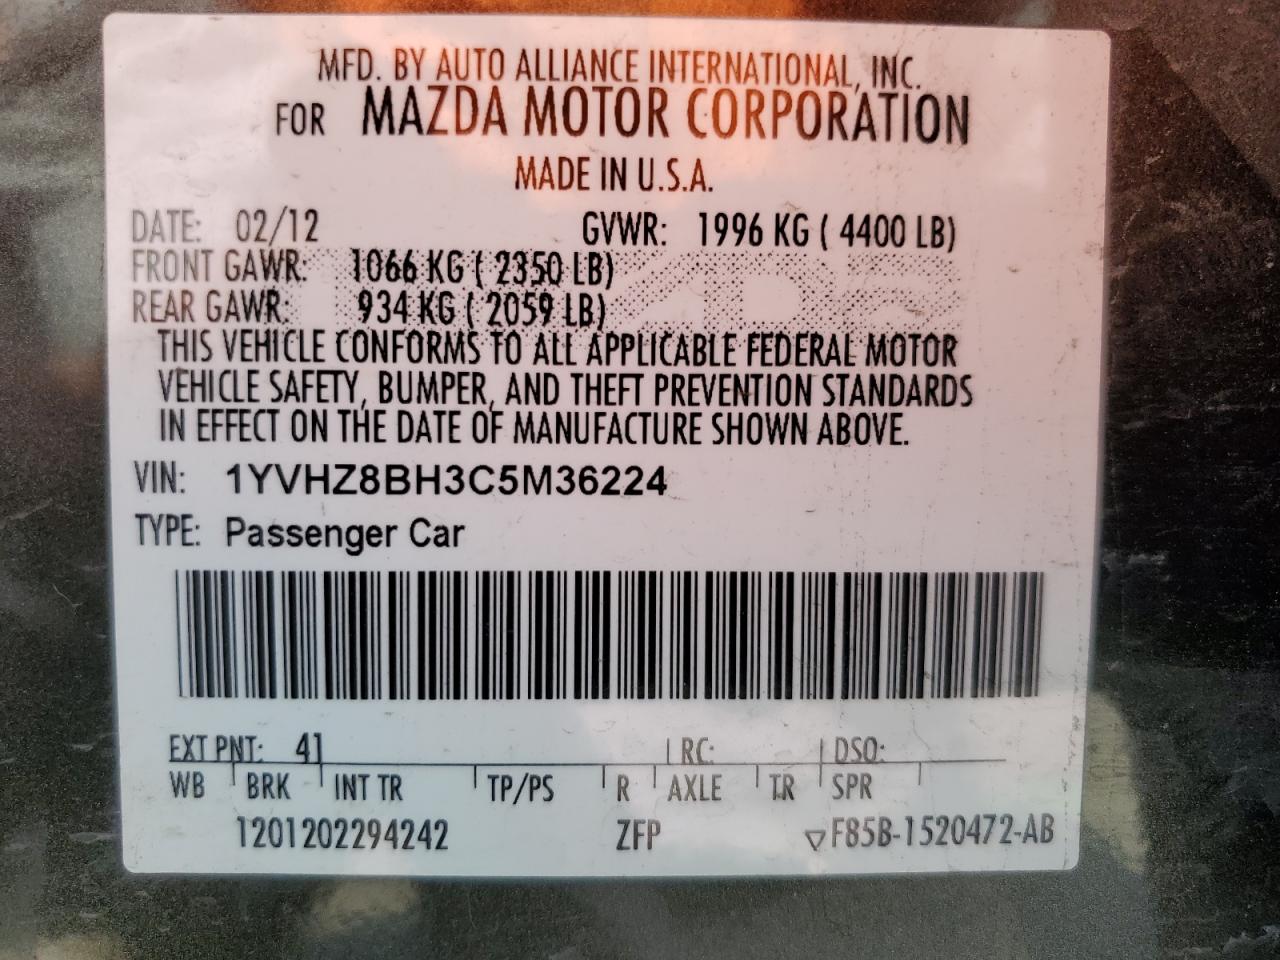 MFD. BY AUTO ALLIANCE INTERNATIONAL, INC.
FOR MAZDA MOTOR CORPORATION
MADE IN U.S.A.
DATE: 02/12 GVWR: 1996 KG ( 4400 LB)
FRONT GAWR: 1066 KG ( 2350 LB)
REAR GAWR: 934 KG ( 2059 LB)
THIS VEHICLE CONFORMS TO ALL APPLICABLE FEDERAL MOTOR
VEHICLE SAFETY, BUMPER, AND THEFT PREVENTION STANDARDS
IN EFFECT ON THE DATE OF MANUFACTURE SHOWN ABOVE.
VIN: 1YVHZ8BH3C5M36224
TYPE: Passenger Car
EXT PNT: 41 RC: DSO:
WB BRK INT TR TP/PS R AXLE TR SPR
1201202294242 ZFP ▽F85B-1520472-AB